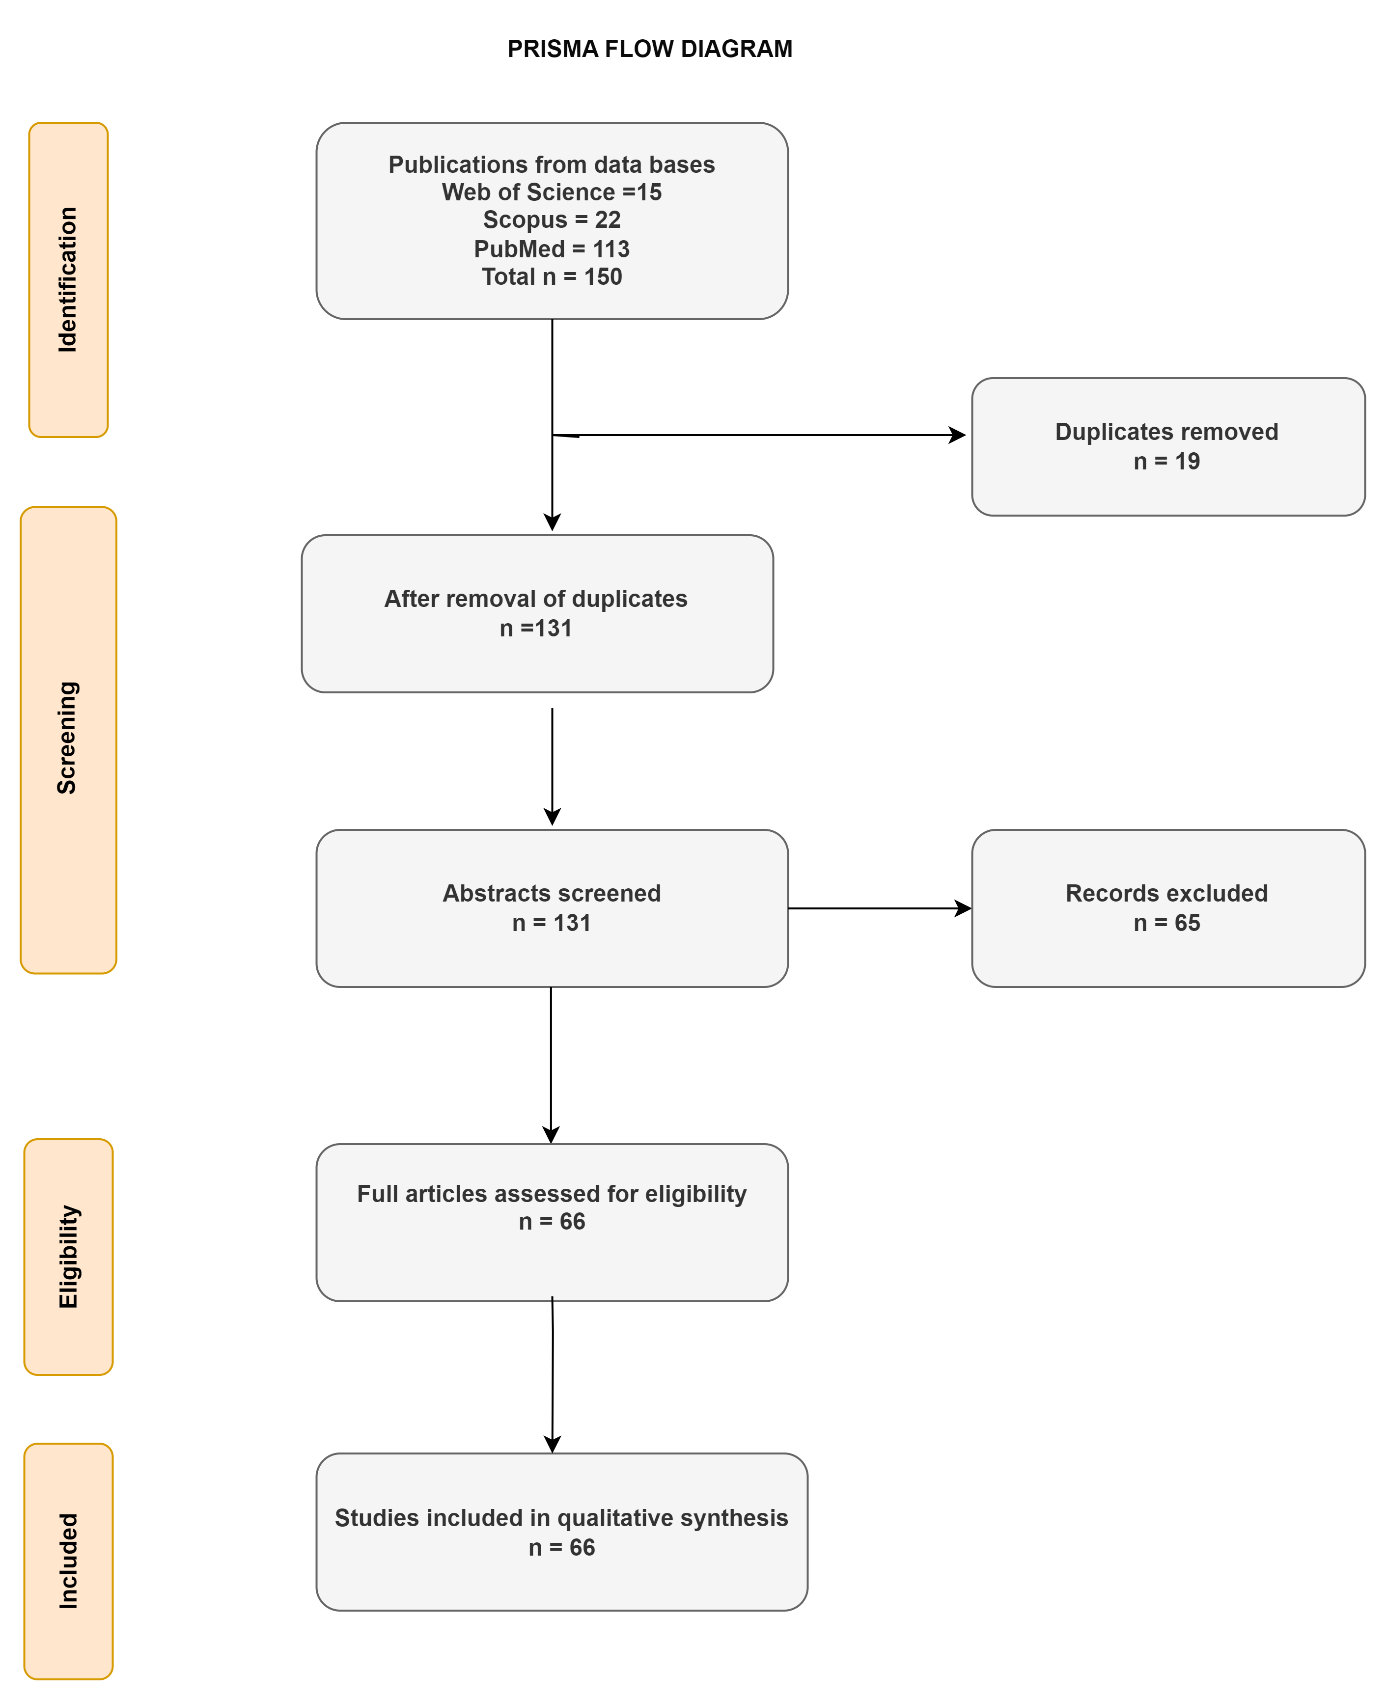 PRISMA FLOW DIAGRAM
Identification
Publications from data bases
Web of Science =15
Scopus = 22
PubMed = 113
Total n = 150
Duplicates removed
n = 19
Screening
After removal of duplicates
n =131
Abstracts screened
n = 131
Records excluded
n = 65
Eligibility
Full articles assessed for eligibility
n = 66
Included
Studies included in qualitative synthesis
n = 66